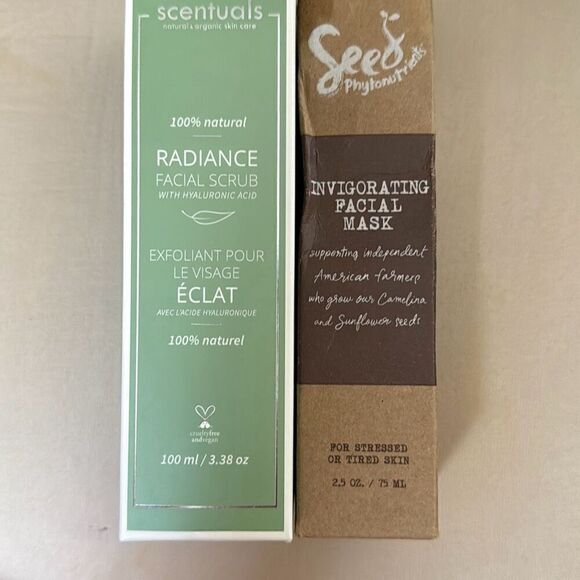 scentuals
natural & organic skin care
100% natural
RADIANCE
FACIAL SCRUB
WITH HYALURONIC ACID
EXFOLIANT POUR
LE VISAGE
ÉCLAT
AVEC L'ACIDE HYALURONIQUE
100% naturel
crueltyfree
andvegan
100 ml / 3.38 oz
Seed
Phytonutrients
INVIGORATING
FACIAL
MASK
supporting independent
American farmers
who grow our Camelina
and Sunflower seeds
FOR STRESSED
OR TIRED SKIN
2.5 OZ. / 75 ML